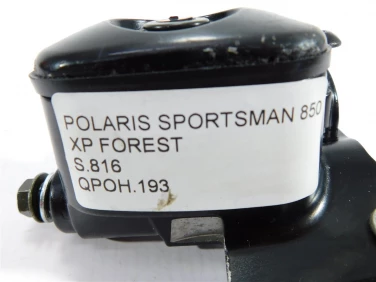 POLARIS SPORTSMAN 850
XP FOREST
S.816
QPOH.193